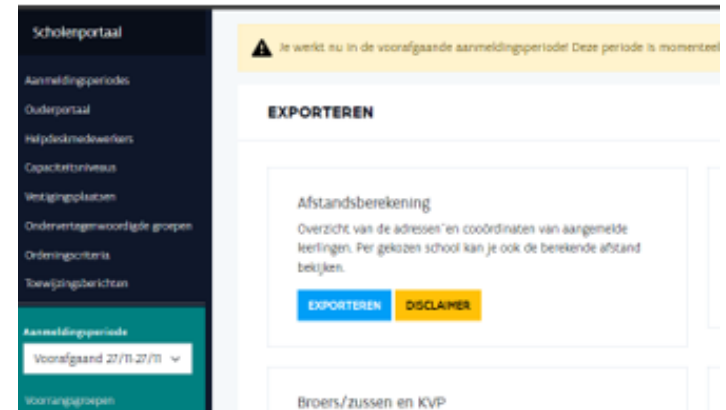 Scholenportaal
Je werkt nu in de voorafgaande aanmeldingsperiode! Deze periode is momenteel
Aanmeldingsperiodes
Ouderportaal
Helpdeskmedewerkers
Capaciteitsniveaus
Vestigingsplaatsen
Ondervertegenwoordigde groepen
Ordeningscriteria
Toewijzingsberichten
Aanmeldingsperiode
Voorafgaand 27/11-27/11
Voorrangsgroepen
EXPORTEREN
Afstandsberekening
Overzicht van de adressen en coördinaten van aangemelde
leerlingen. Per gekozen school kan je ook de berekende afstand
bekijken.
EXPORTEREN DISCLAIMER
Broers/zussen en KVP